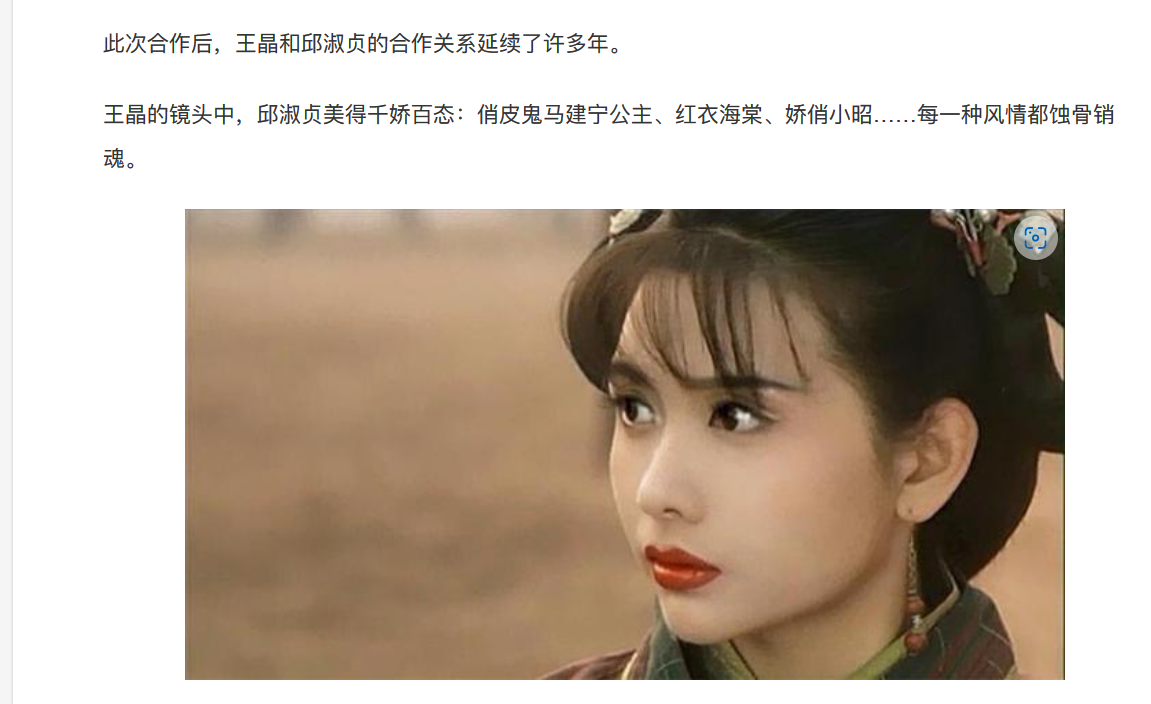 此次合作后，王晶和邱淑贞的合作关系延续了许多年。
王晶的镜头中，邱淑贞美得千娇百态：俏皮鬼马建宁公主、红衣海棠、娇俏小昭……每一种风情都蚀骨销
魂。